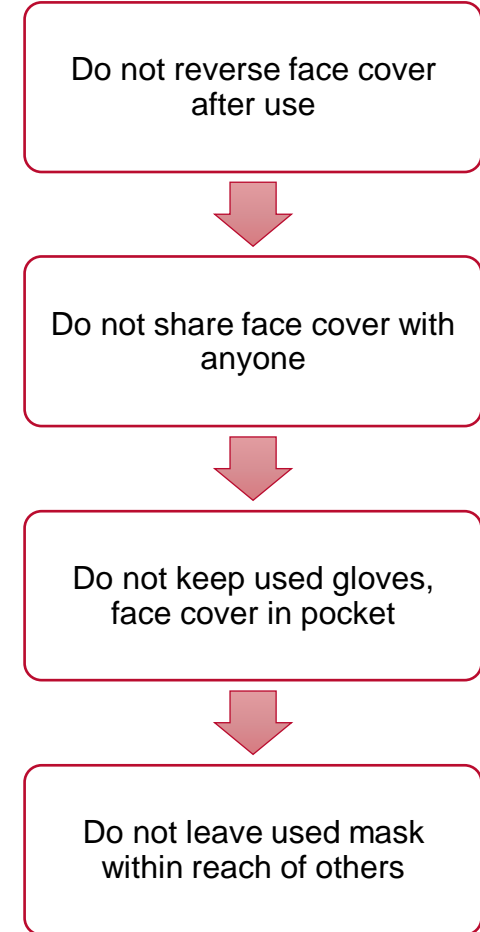 Do not reverse face cover
after use
Do not share face cover with
anyone
Do not keep used gloves,
face cover in pocket
Do not leave used mask
within reach of others